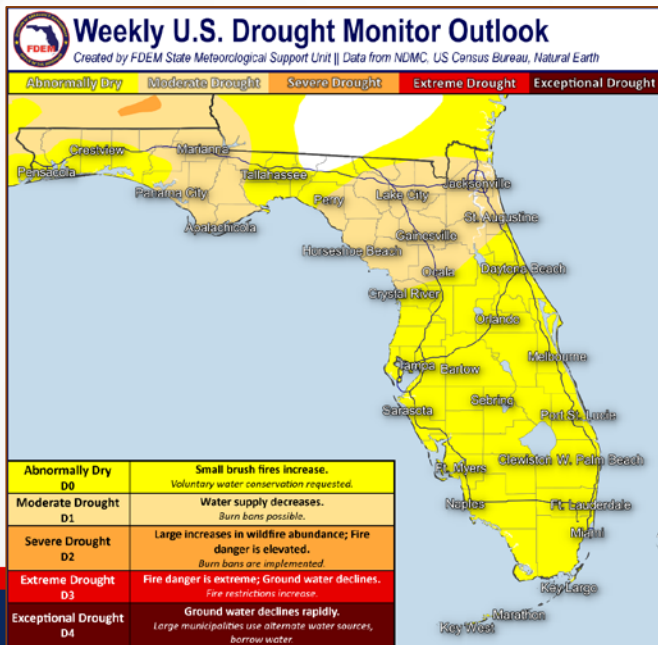 FDEM
Weekly U.S. Drought Monitor Outlook
Created by FDEM State Meteorological Support Unit || Data from NDMC, US Census Bureau, Natural Earth
Abnormally Dry Moderate Drought Severe Drought Extreme Drought Exceptional Drought
Crestview
Marianna
Pensacola
Tallahassee
Panama City
Apalachicola
Perry
Lake City
Jacksonville
St. Augustine
Gainesville
Horseshoe Beach
Ocala
Daytona Beach
Crystal River
Orlando
Tampa
Bartow
Melbourne
Sarasota
Sebring
Port St. Lucie
Ft. Myers
Clewiston
W. Palm Beach
Naples
Ft. Lauderdale
Miami
Key Largo
Marathon
Key West
Abnormally Dry
D0
Small brush fires increase.
Voluntary water conservation requested.
Moderate Drought
D1
Water supply decreases.
Burn bans possible.
Severe Drought
D2
Large increases in wildfire abundance; Fire
danger is elevated.
Burn bans are implemented.
Extreme Drought
D3
Fire danger is extreme; Ground water declines.
Fire restrictions increase.
Exceptional Drought
D4
Ground water declines rapidly.
Large municipalities use alternate water sources,
borrow water.